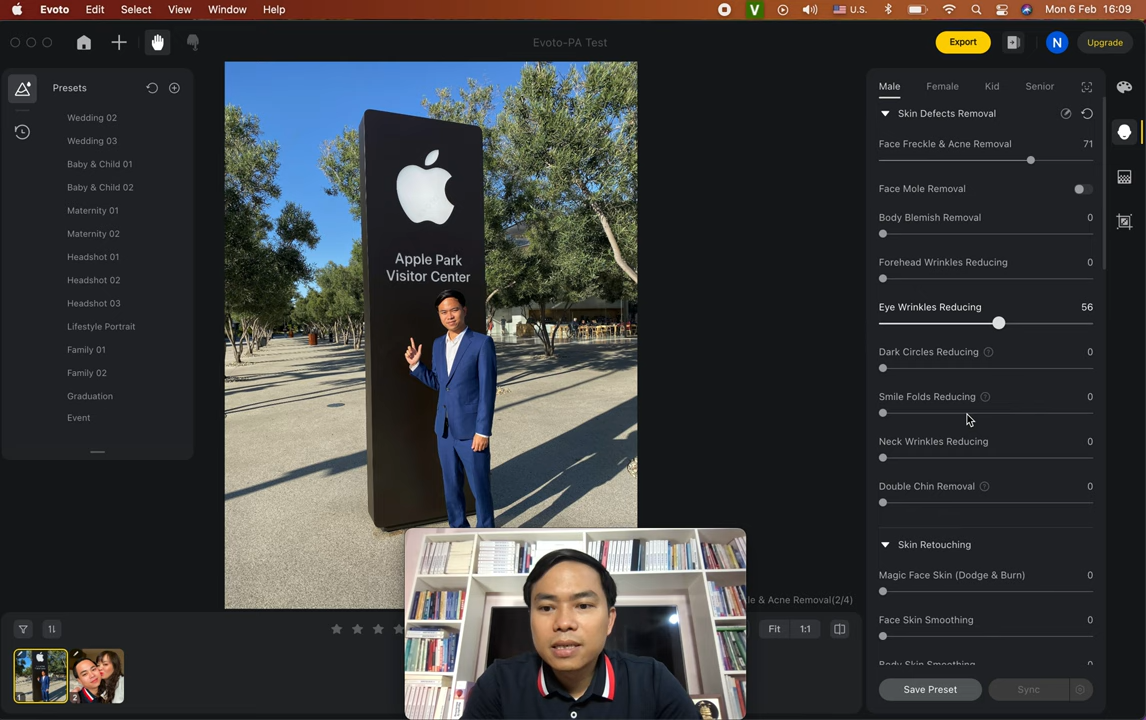 Evoto Edit Select View Window Help
V U.S. Mon 6 Feb 16:09
Evoto-PA Test
Export
N
Upgrade
Presets
Wedding 02
Wedding 03
Baby & Child 01
Baby & Child 02
Maternity 01
Maternity 02
Headshot 01
Headshot 02
Headshot 03
Lifestyle Portrait
Family 01
Family 02
Graduation
Event
Apple Park
Visitor Center
Male Female Kid Senior
Skin Defects Removal
Face Freckle & Acne Removal 71
Face Mole Removal
Body Blemish Removal 0
Forehead Wrinkles Reducing 0
Eye Wrinkles Reducing 56
Dark Circles Reducing ? 0
Smile Folds Reducing ? 0
Neck Wrinkles Reducing 0
Double Chin Removal ? 0
Skin Retouching
Magic Face Skin (Dodge & Burn) 0
Face Skin Smoothing 0
Body Skin Smoothing 0
le & Acne Removal(2/4)
Fit 1:1
1
2
Save Preset
Sync